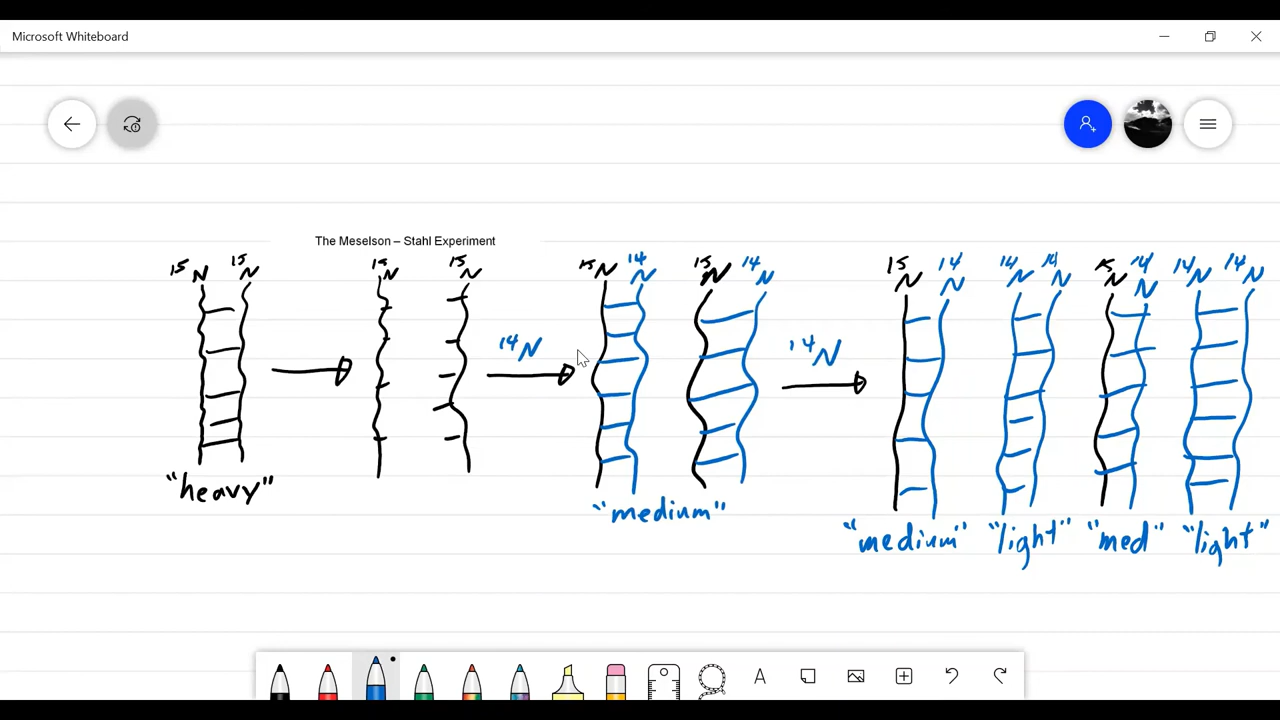 Microsoft Whiteboard
The Meselson – Stahl Experiment
15N 15N 15N 15N 15N 14N 15N 14N 15N 14N 14N 14N 15N 14N 14N 14N
14N 14N
"heavy" "medium" "medium" "light" "med" "light"
A